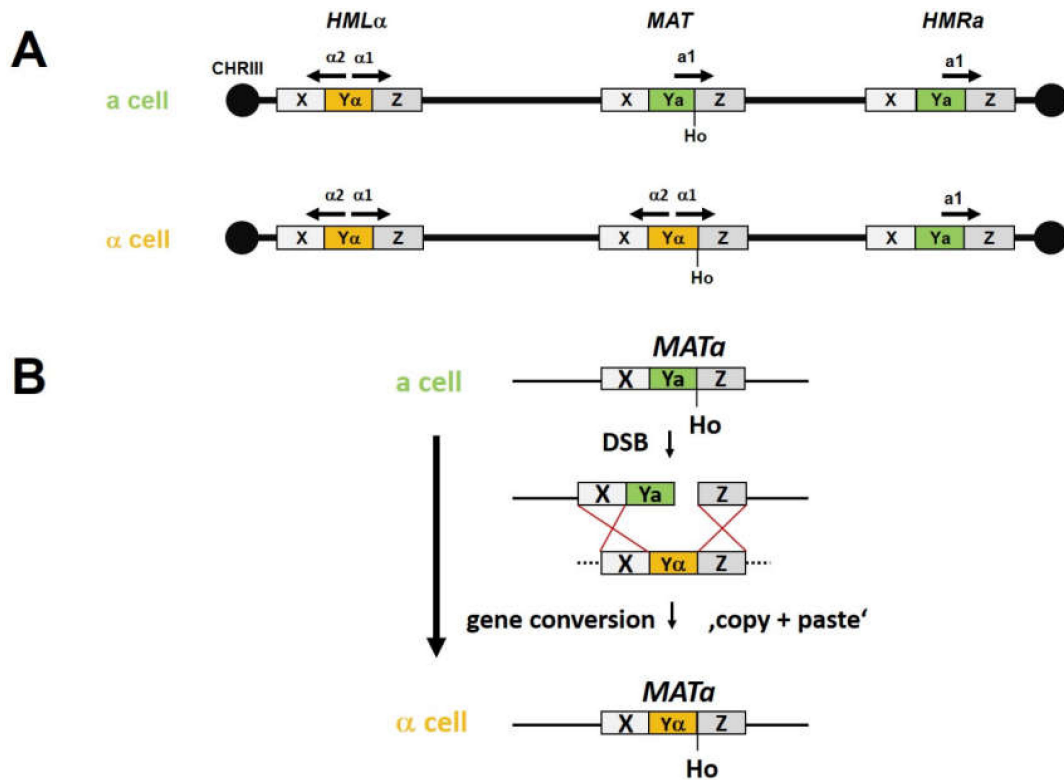 A
HMLα MAT HMRa
CHRIII α2 α1 a1 a1
a cell X Yα Z X Ya Z X Ya Z
Ho
α2 α1 α2 α1 a1
α cell X Yα Z X Yα Z X Ya Z
Ho
B
MATa
a cell X Ya Z
Ho
DSB
X Ya Z
X Yα Z
gene conversion ‚copy + paste‘
MATa
α cell X Yα Z
Ho